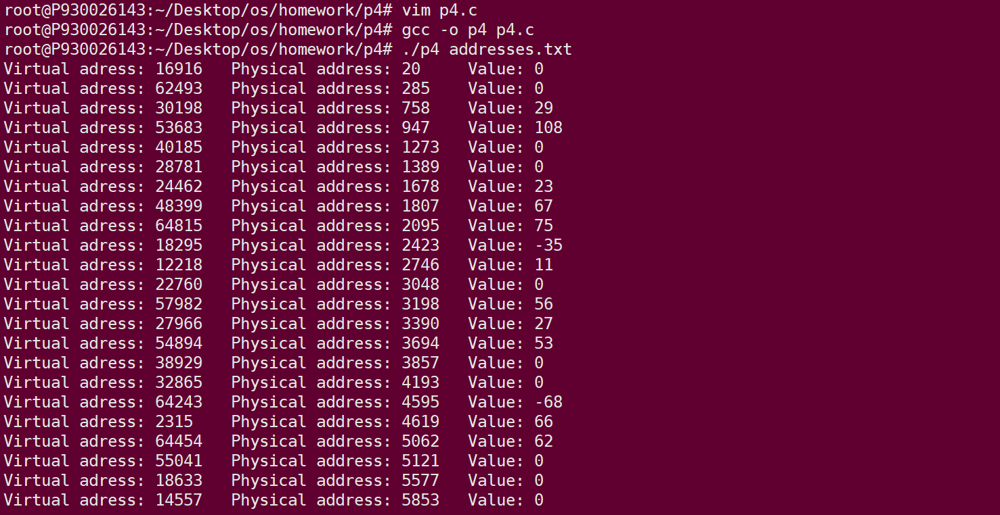 root@P930026143:~/Desktop/os/homework/p4# vim p4.c
root@P930026143:~/Desktop/os/homework/p4# gcc -o p4 p4.c
root@P930026143:~/Desktop/os/homework/p4# ./p4 addresses.txt
Virtual adress: 16916   Physical address: 20     Value: 0
Virtual adress: 62493   Physical address: 285    Value: 0
Virtual adress: 30198   Physical address: 758    Value: 29
Virtual adress: 53683   Physical address: 947    Value: 108
Virtual adress: 40185   Physical address: 1273   Value: 0
Virtual adress: 28781   Physical address: 1389   Value: 0
Virtual adress: 24462   Physical address: 1678   Value: 23
Virtual adress: 48399   Physical address: 1807   Value: 67
Virtual adress: 64815   Physical address: 2095   Value: 75
Virtual adress: 18295   Physical address: 2423   Value: -35
Virtual adress: 12218   Physical address: 2746   Value: 11
Virtual adress: 22760   Physical address: 3048   Value: 0
Virtual adress: 57982   Physical address: 3198   Value: 56
Virtual adress: 27966   Physical address: 3390   Value: 27
Virtual adress: 54894   Physical address: 3694   Value: 53
Virtual adress: 38929   Physical address: 3857   Value: 0
Virtual adress: 32865   Physical address: 4193   Value: 0
Virtual adress: 64243   Physical address: 4595   Value: -68
Virtual adress: 2315    Physical address: 4619   Value: 66
Virtual adress: 64454   Physical address: 5062   Value: 62
Virtual adress: 55041   Physical address: 5121   Value: 0
Virtual adress: 18633   Physical address: 5577   Value: 0
Virtual adress: 14557   Physical address: 5853   Value: 0